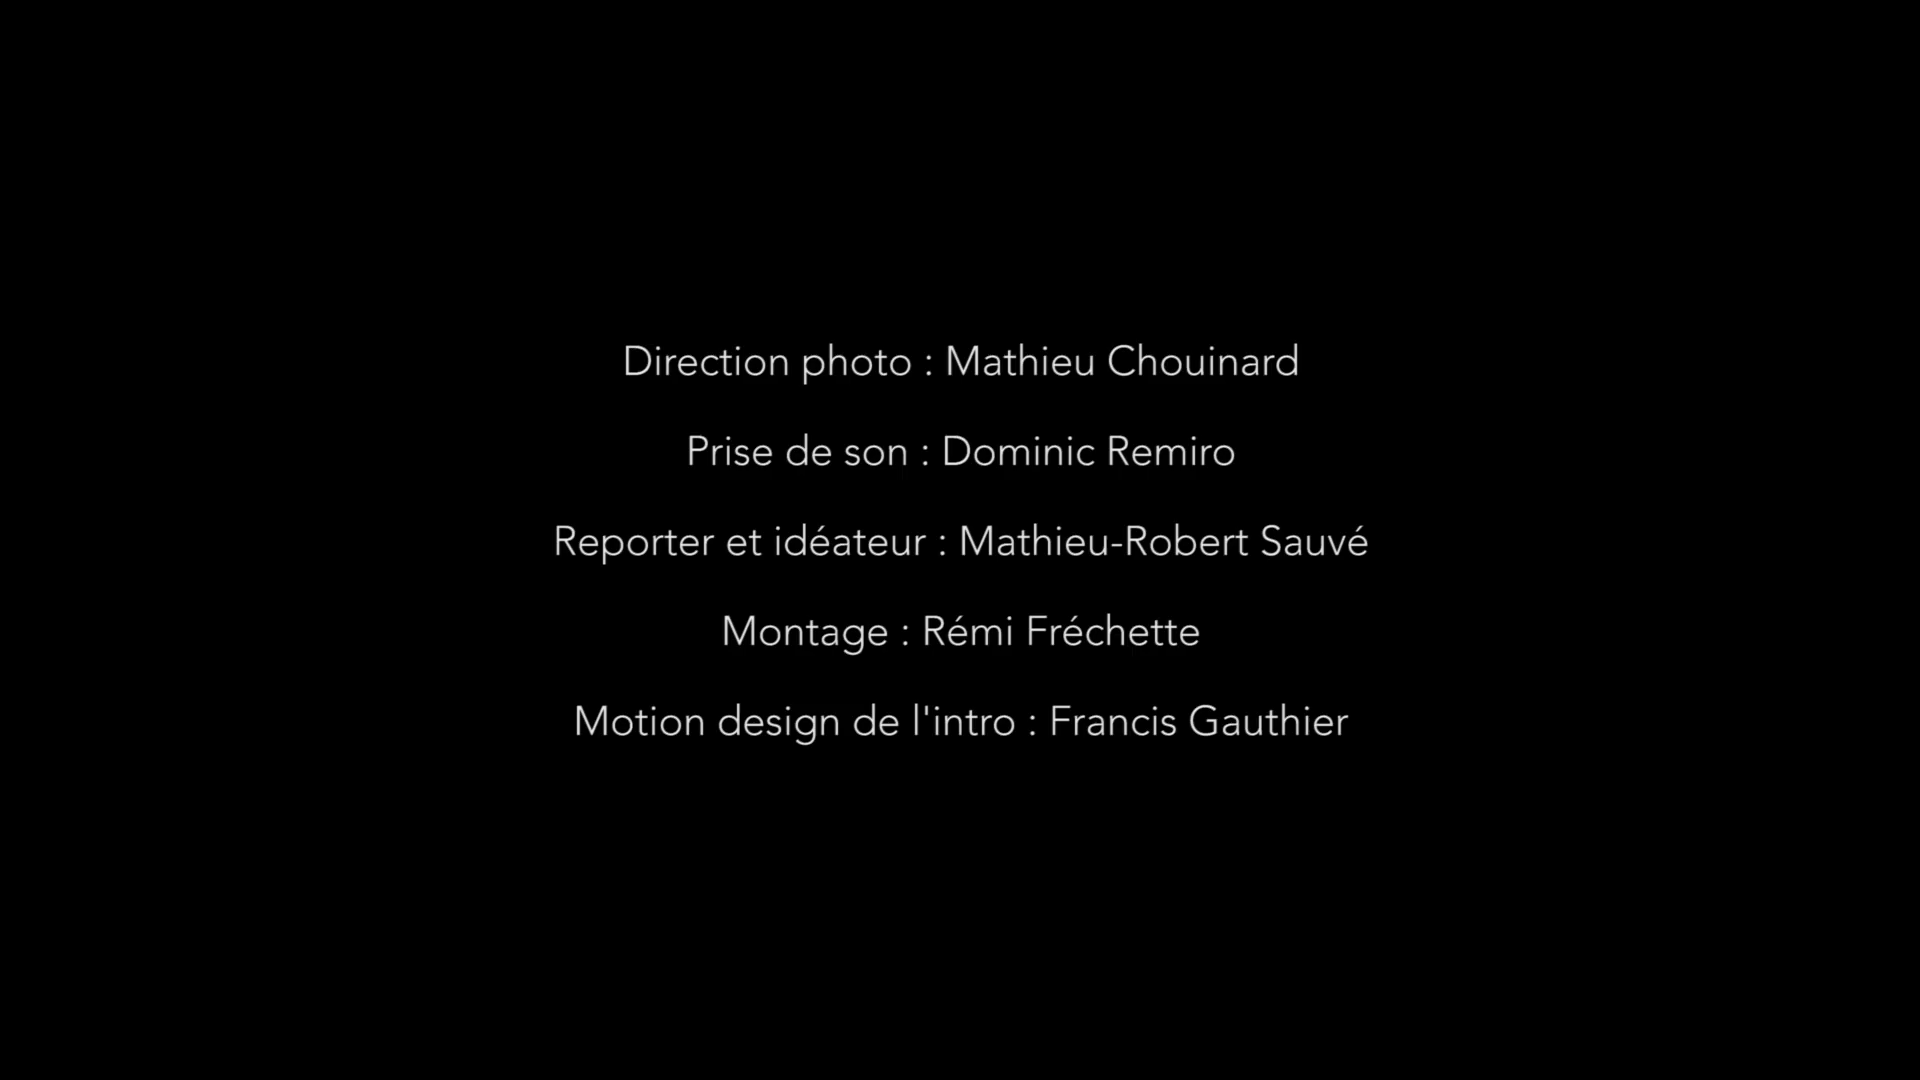 Direction photo : Mathieu Chouinard
Prise de son : Dominic Remiro
Reporter et idéateur : Mathieu-Robert Sauvé
Montage : Rémi Fréchette
Motion design de l'intro : Francis Gauthier